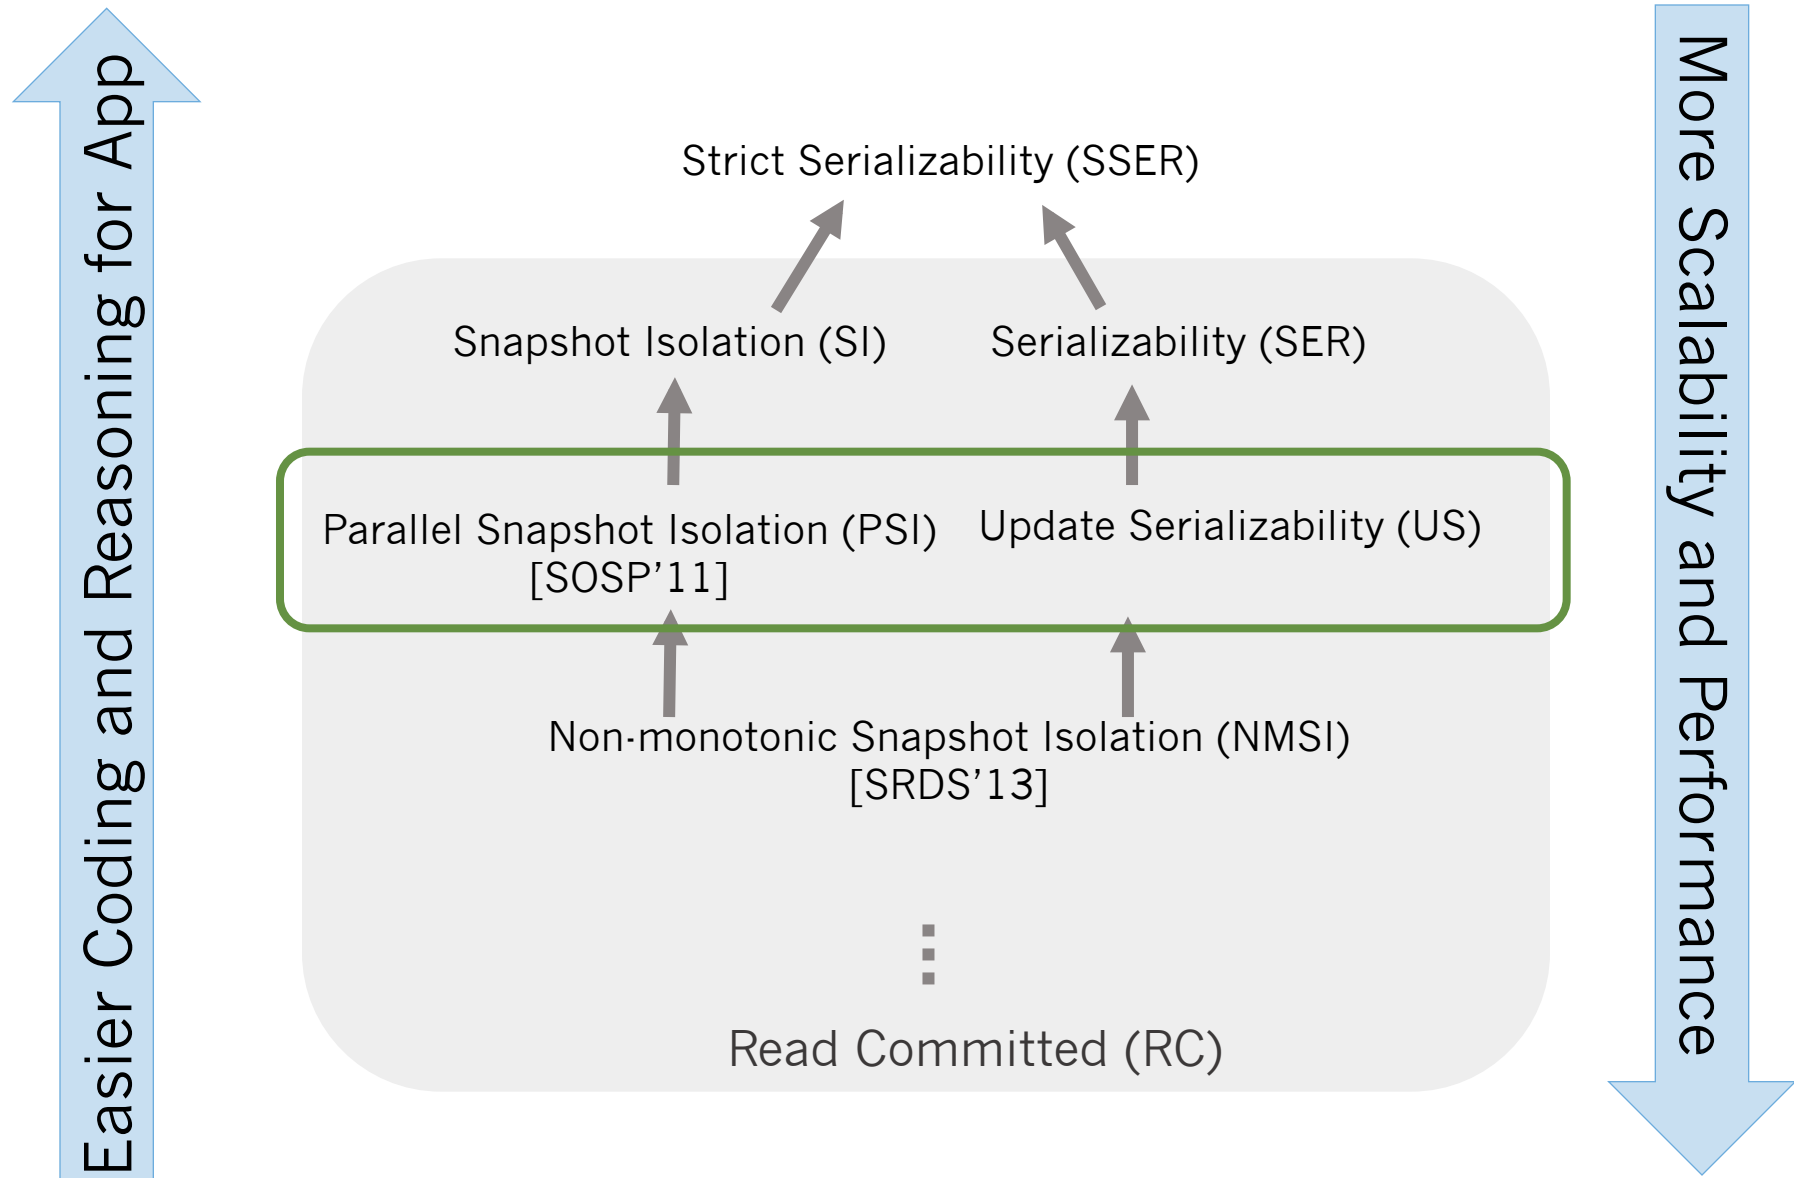 Easier Coding and Reasoning for App
More Scalability and Performance
Strict Serializability (SSER)
Snapshot Isolation (SI)
Serializability (SER)
Parallel Snapshot Isolation (PSI)
[SOSP’11]
Update Serializability (US)
Non-monotonic Snapshot Isolation (NMSI)
[SRDS’13]
Read Committed (RC)